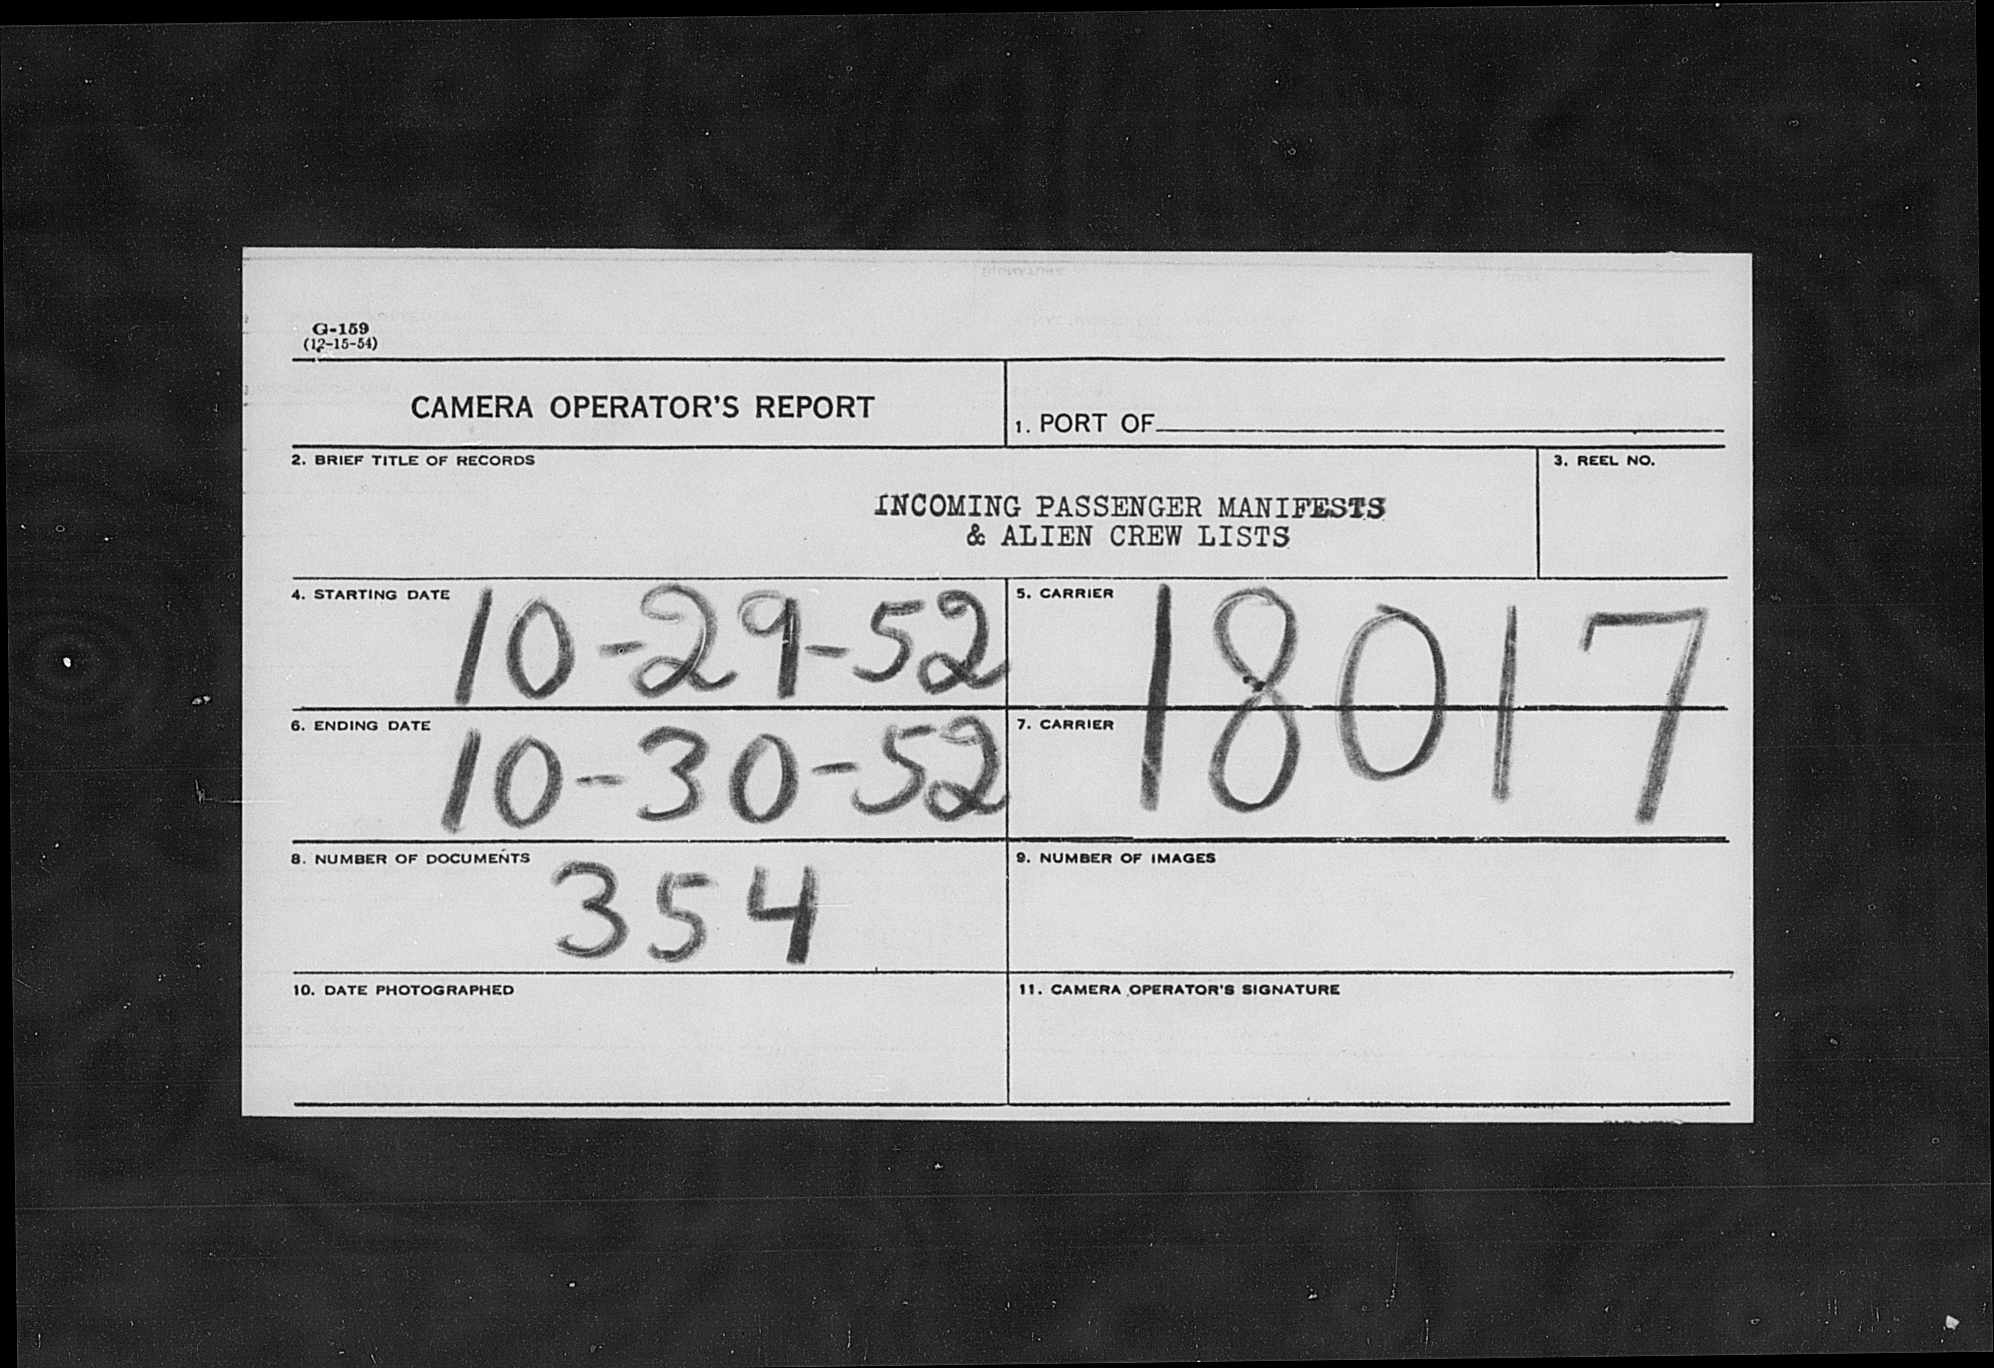 G-159
(12-15-54)
CAMERA OPERATOR'S REPORT
1. PORT OF
2. BRIEF TITLE OF RECORDS
3. REEL NO.
INCOMING PASSENGER MANIFESTS
& ALIEN CREW LISTS
4. STARTING DATE 10-29-52
5. CARRIER 18017
6. ENDING DATE 10-30-52
7. CARRIER
8. NUMBER OF DOCUMENTS 354
9. NUMBER OF IMAGES
10. DATE PHOTOGRAPHED
11. CAMERA OPERATOR'S SIGNATURE